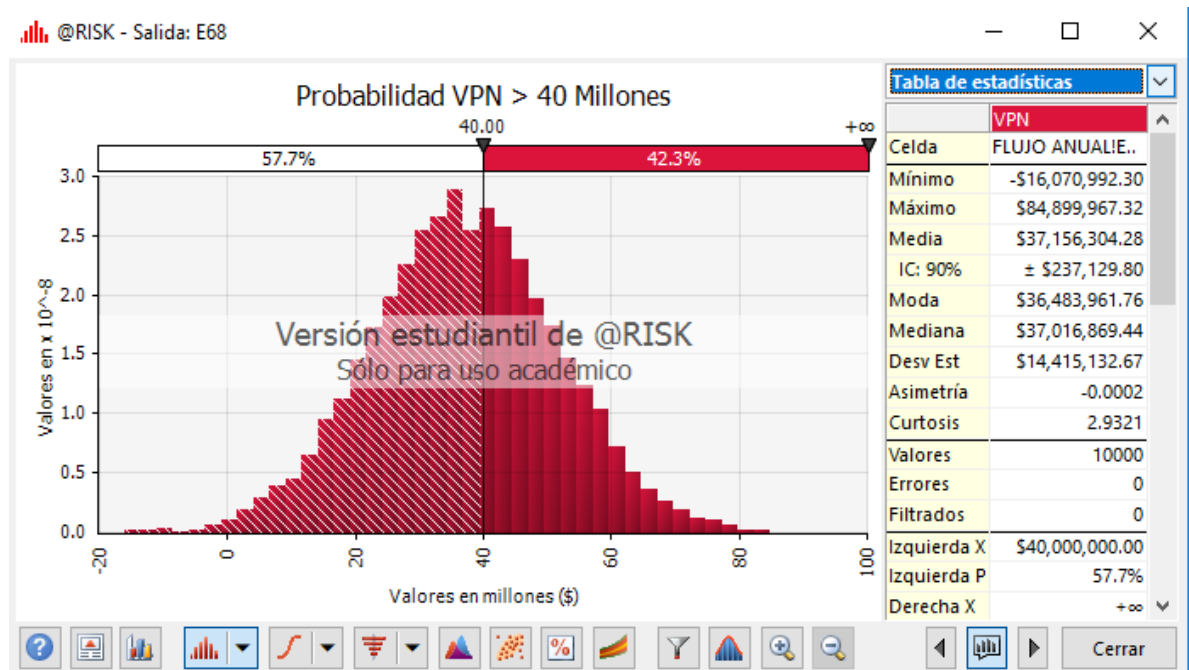 @RISK - Salida: E68
Probabilidad VPN > 40 Millones
40.00
+∞
57.7%
42.3%
3.0
2.5
2.0
1.5
1.0
0.5
0.0
Valores en x 10^-8
Versión estudiantil de @RISK
Sólo para uso académico
-20
0
20
40
60
80
100
Valores en millones ($)
Tabla de estadísticas
VPN
Celda FLUJO ANUAL!E..
Mínimo -$16,070,992.30
Máximo $84,899,967.32
Media $37,156,304.28
IC: 90% ± $237,129.80
Moda $36,483,961.76
Mediana $37,016,869.44
Desv Est $14,415,132.67
Asimetría -0.0002
Curtosis 2.9321
Valores 10000
Errores 0
Filtrados 0
Izquierda X $40,000,000.00
Izquierda P 57.7%
Derecha X +∞
Cerrar